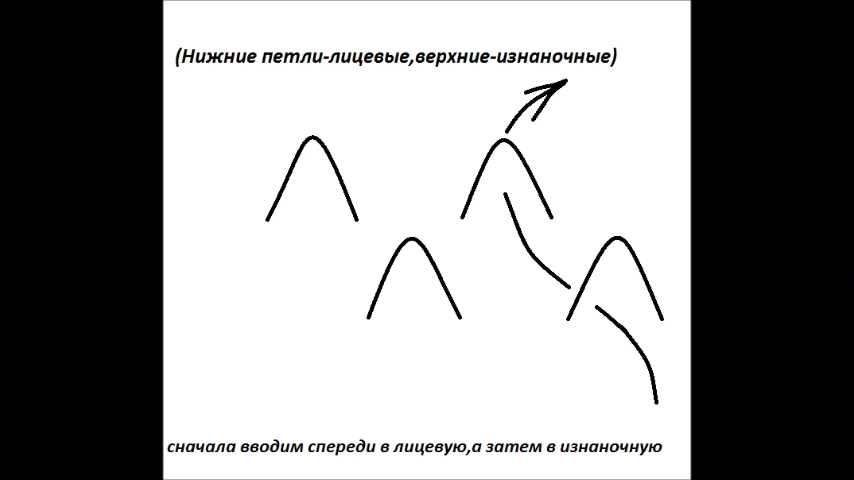 (Нижние петли-лицевые,верхние-изнаночные)
сначала вводим спереди в лицевую,а затем в изнаночную